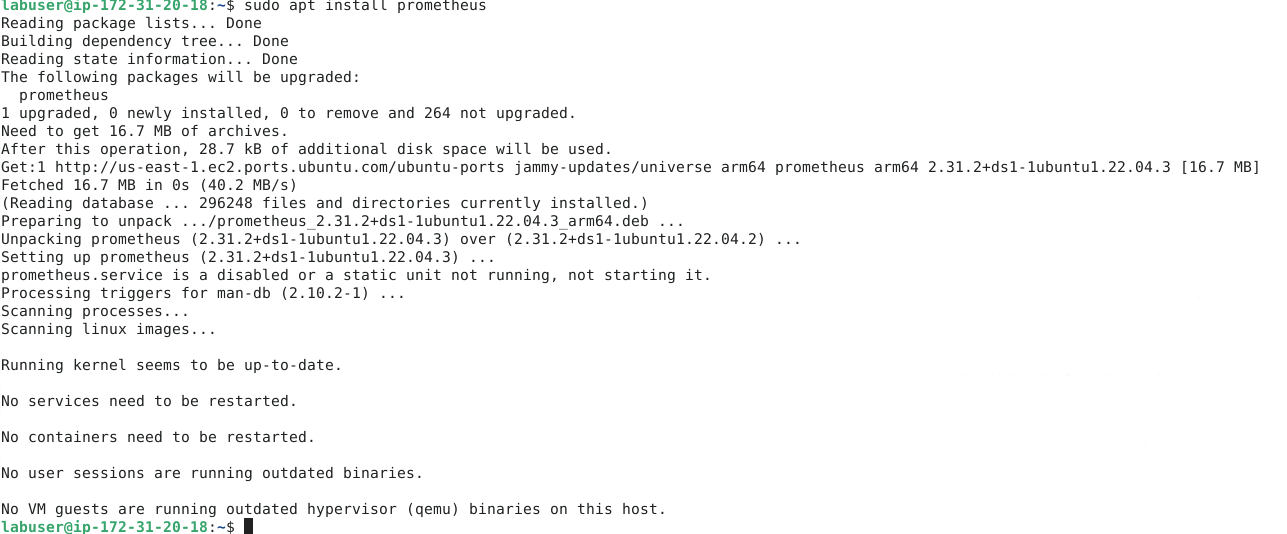 labuser@ip-172-31-20-18:~$ sudo apt install prometheus
Reading package lists... Done
Building dependency tree... Done
Reading state information... Done
The following packages will be upgraded:
  prometheus
1 upgraded, 0 newly installed, 0 to remove and 264 not upgraded.
Need to get 16.7 MB of archives.
After this operation, 28.7 kB of additional disk space will be used.
Get:1 http://us-east-1.ec2.ports.ubuntu.com/ubuntu-ports jammy-updates/universe arm64 prometheus arm64 2.31.2+ds1-1ubuntu1.22.04.3 [16.7 MB]
Fetched 16.7 MB in 0s (40.2 MB/s)
(Reading database ... 296248 files and directories currently installed.)
Preparing to unpack .../prometheus_2.31.2+ds1-1ubuntu1.22.04.3_arm64.deb ...
Unpacking prometheus (2.31.2+ds1-1ubuntu1.22.04.3) over (2.31.2+ds1-1ubuntu1.22.04.2) ...
Setting up prometheus (2.31.2+ds1-1ubuntu1.22.04.3) ...
prometheus.service is a disabled or a static unit not running, not starting it.
Processing triggers for man-db (2.10.2-1) ...
Scanning processes...
Scanning linux images...

Running kernel seems to be up-to-date.

No services need to be restarted.

No containers need to be restarted.

No user sessions are running outdated binaries.

No VM guests are running outdated hypervisor (qemu) binaries on this host.
labuser@ip-172-31-20-18:~$